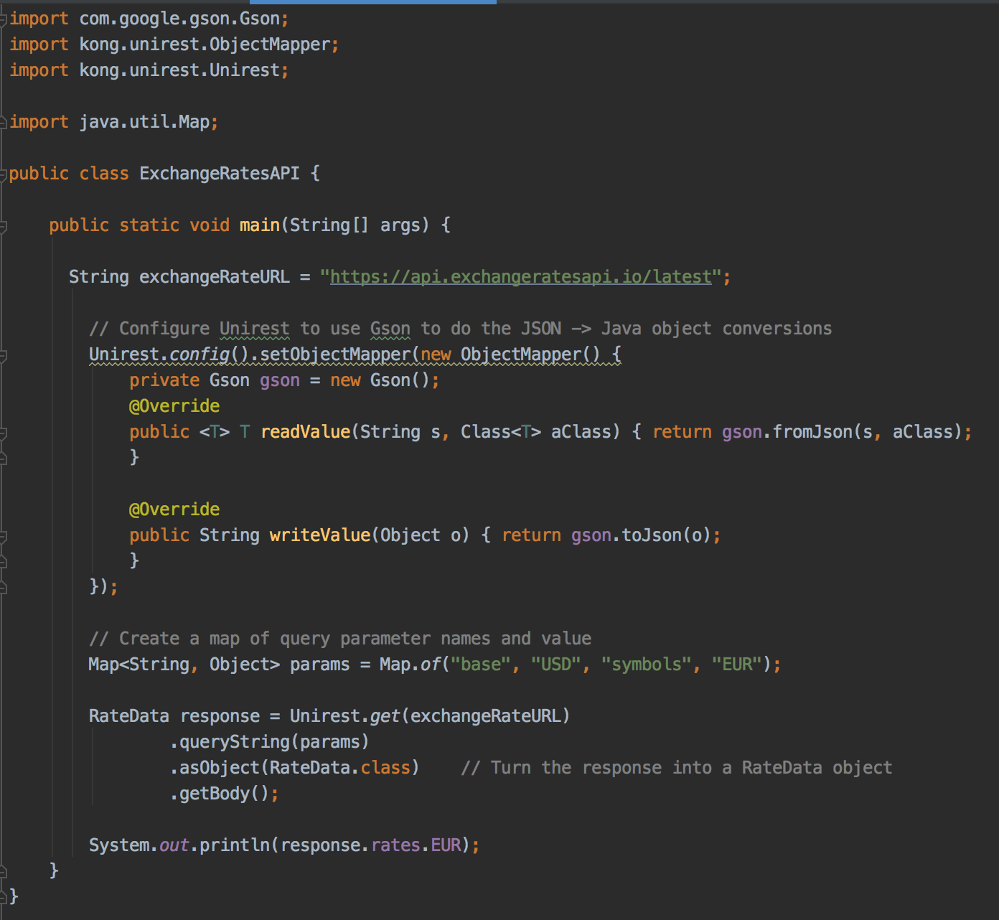 import com.google.gson.Gson;
import kong.unirest.ObjectMapper;
import kong.unirest.Unirest;
import java.util.Map;
public class ExchangeRatesAPI {
public static void main(String[] args) {
String exchangeRateURL = "https://api.exchangeratesapi.io/latest";
// Configure Unirest to use Gson to do the JSON —> Java object conversions
Unirest.config().setObjectMapper(new ObjectMapper() {
private Gson gson = new Gson();
@Override
public <T> T readValue(String s, Class<T> aClass) { return gson.fromJson(s, aClass);
}
@Override
public String writeValue(Object o) { return gson.toJson(o);
}
});
// Create a map of query parameter names and value
Map<String, Object> params = Map.of("base", "USD", "symbols", "EUR");
RateData response = Unirest.get(exchangeRateURL)
.queryString(params)
.asObject(RateData.class)    // Turn the response into a RateData object
.getBody();
System.out.println(response.rates.EUR);
}
}